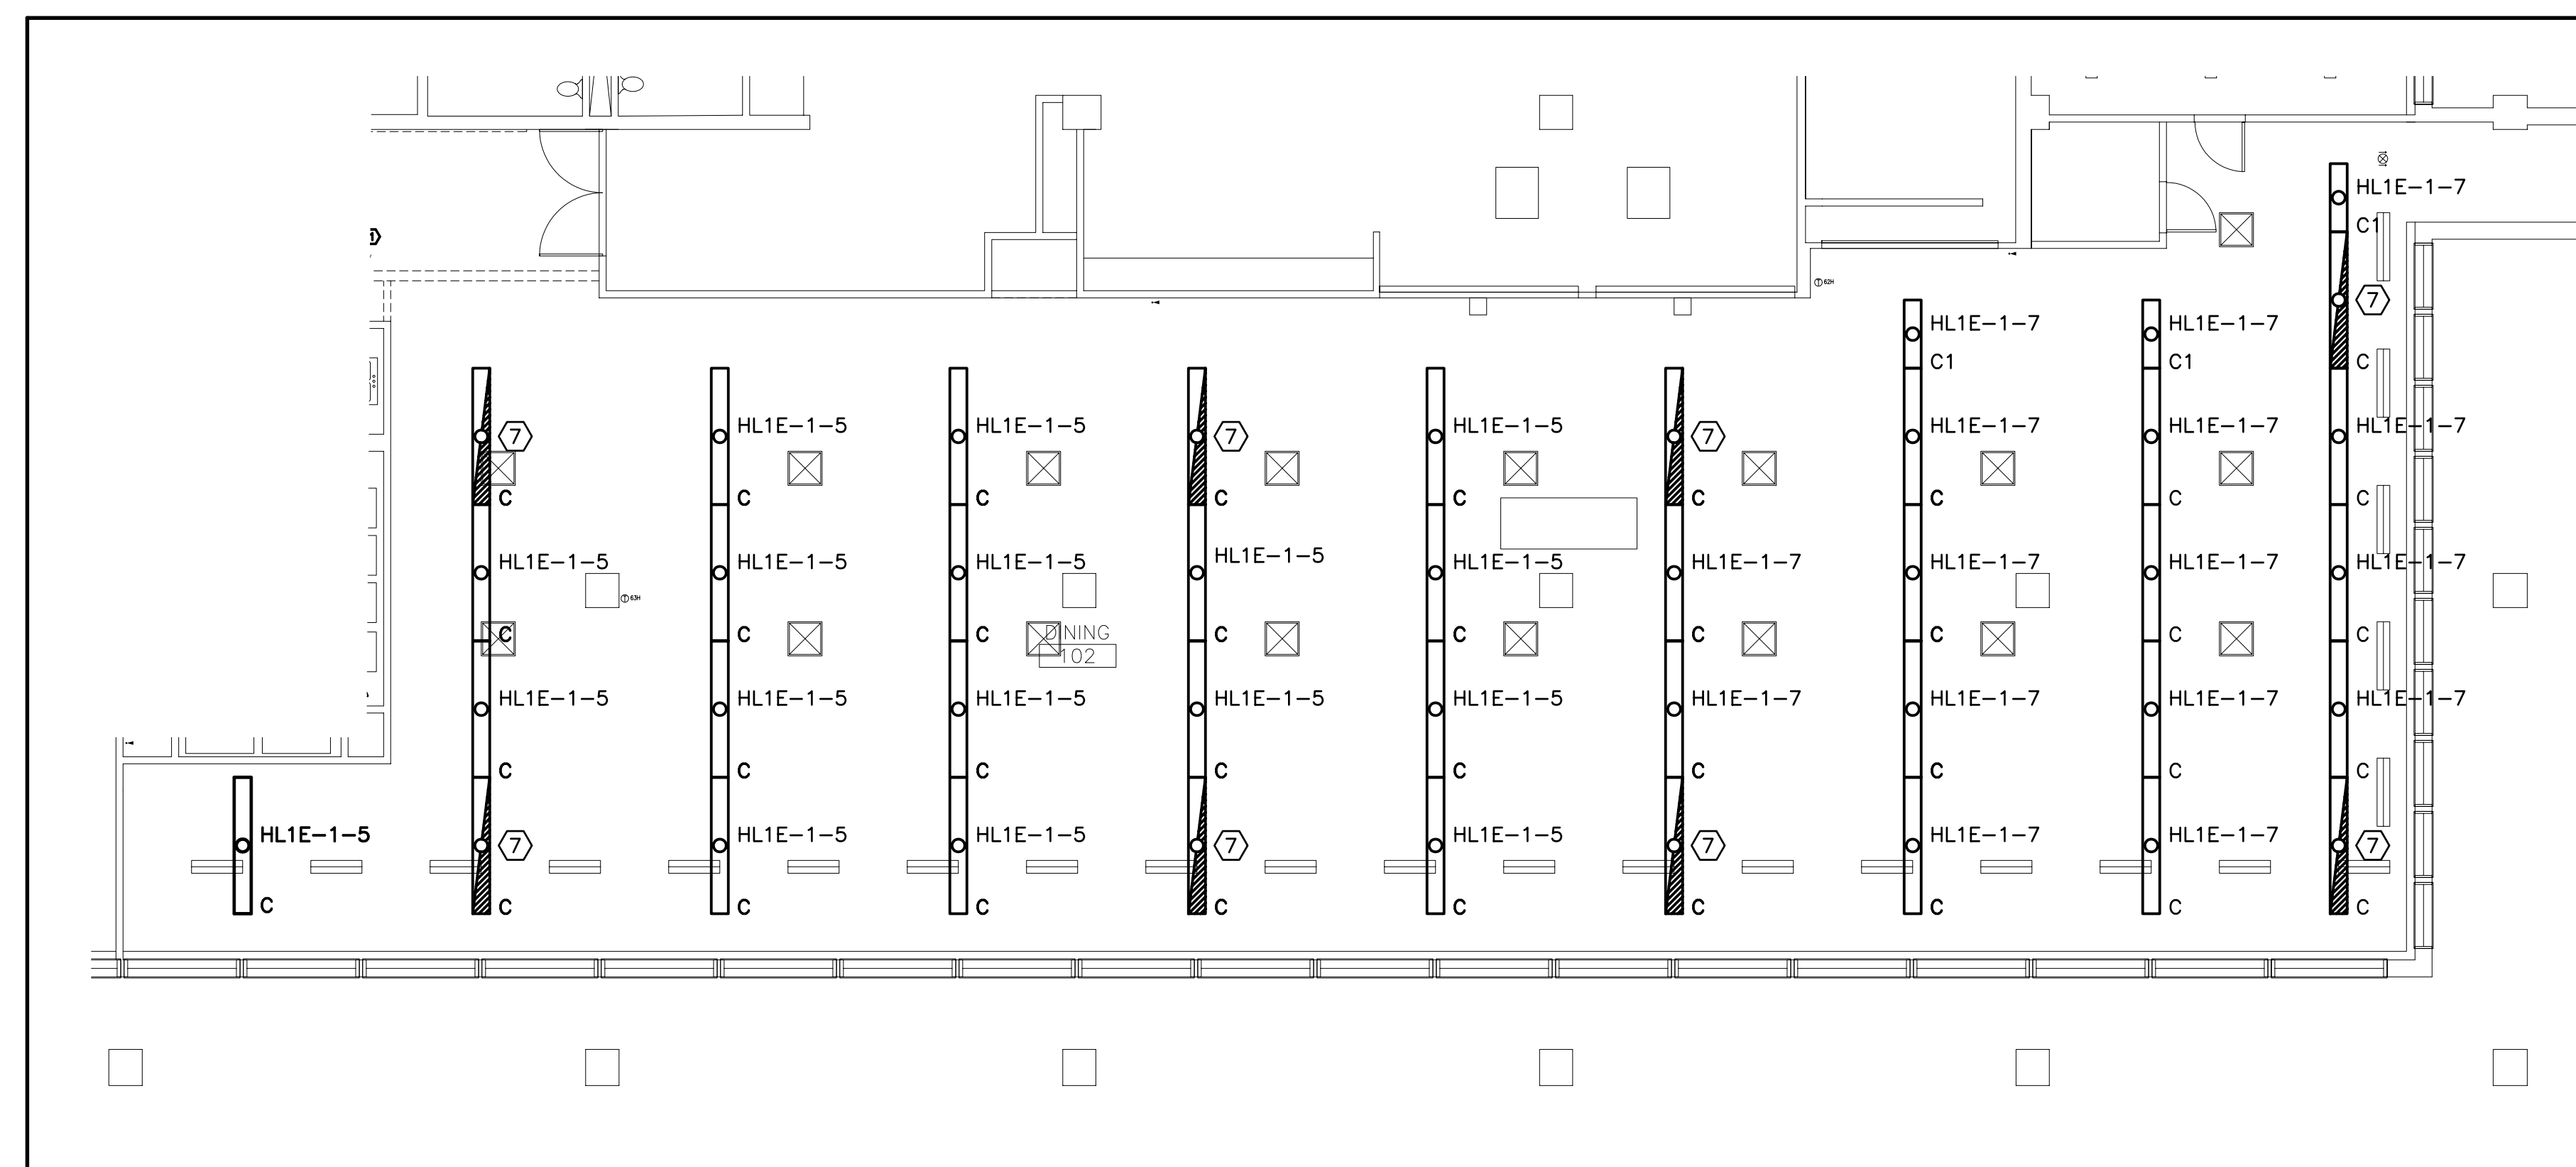 HL1E-1-7
C1
62H
7
HL1E-1-7 HL1E-1-7
C1 C1 C
7 HL1E-1-5 HL1E-1-5 7 HL1E-1-5 7 HL1E-1-7 HL1E-1-7 HL1E-1-7
C C C C C C C C C
HL1E-1-5 HL1E-1-5 HL1E-1-5 HL1E-1-5 HL1E-1-5 HL1E-1-7 HL1E-1-7 HL1E-1-7 HL1E-1-7
63H
C C C DINING C C C C C C
102
HL1E-1-5 HL1E-1-5 HL1E-1-5 HL1E-1-5 HL1E-1-5 HL1E-1-7 HL1E-1-7 HL1E-1-7 HL1E-1-7
C C C C C C C C C
HL1E-1-5 7 HL1E-1-5 HL1E-1-5 7 HL1E-1-5 7 HL1E-1-7 HL1E-1-7 7
C C C C C C C C C C